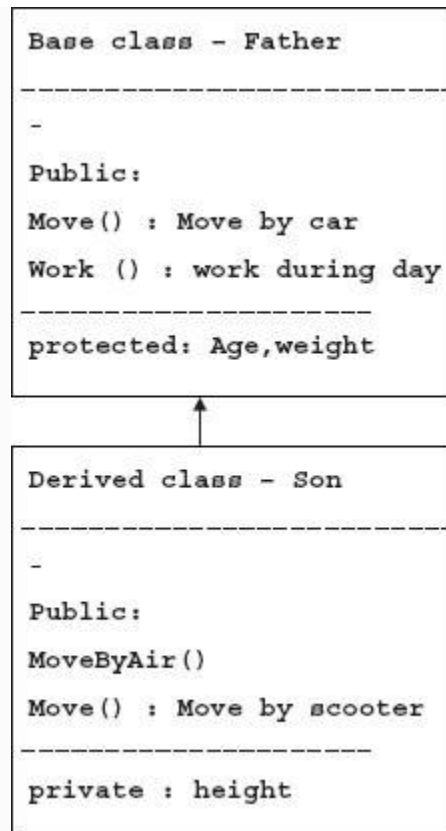 Base class - Father
-
Public:
Move() : Move by car
Work () : work during day
protected: Age,weight
Derived class - Son
-
Public:
MoveByAir()
Move() : Move by scooter
private : height